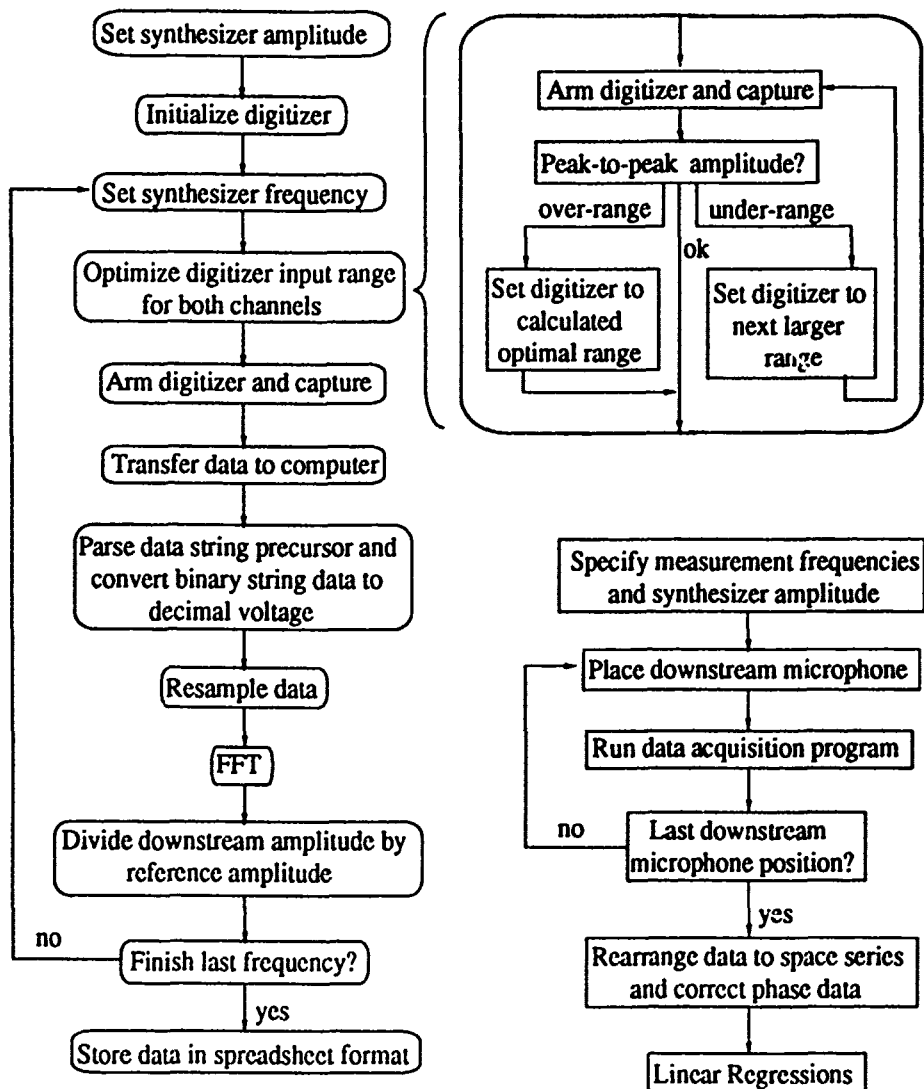 Set synthesizer amplitude
Initialize digitizer
Set synthesizer frequency
Optimize digitizer input range
for both channels
Arm digitizer and capture
Transfer data to computer
Parse data string precursor and
convert binary string data to
decimal voltage
Resample data
FFT
Divide downstream amplitude by
reference amplitude
no
Finish last frequency?
yes
Store data in spreadsheet format
Arm digitizer and capture
Peak-to-peak amplitude?
over-range
under-range
ok
Set digitizer to
calculated
optimal range
Set digitizer to
next larger
range
Specify measurement frequencies
and synthesizer amplitude
Place downstream microphone
Run data acquisition program
no
Last downstream
microphone position?
yes
Rearrange data to space series
and correct phase data
Linear Regressions